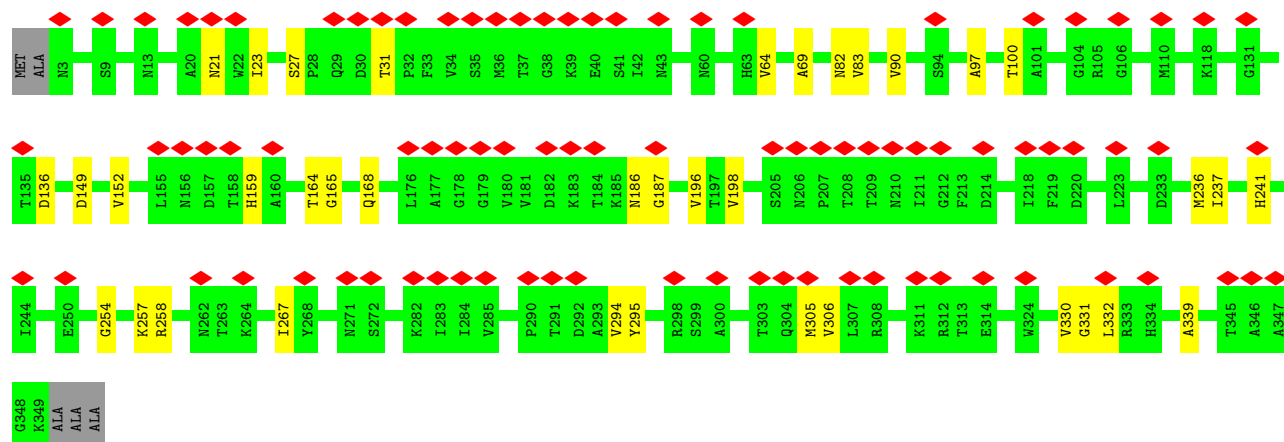 MET ALA N3 S9 N13 A20 N21 W22 I23 S27 P28 Q29 D30 T31 P32 F33 V34 S35 M36 T37 G38 K39 E40 S41 I42 N43 N60 H63 V64 A69 N82 V83 V90 S94 A97 T100 A101 G104 R105 G106 M110 K118 G131
T135 D136 D149 V152 L155 N156 D157 T158 H159 A160 T164 G165 Q168 L176 A177 G178 G179 V180 V181 D182 K183 T184 K185 N186 G187 V196 T197 V198 S205 N206 P207 T208 T209 N210 I211 G212 F213 D214 I218 F219 D220 L223 D233 M236 I237 H241
I244 E250 G254 K257 R258 N262 T263 K264 I267 Y268 N271 S272 K282 I283 I284 V285 P290 T291 D292 A293 V294 Y295 R298 S299 A300 T303 Q304 M305 V306 L307 R308 K311 R312 T313 E314 W324 V330 G331 L332 R333 H334 A339 T345 A346 A347
G348 K349 ALA ALA ALA